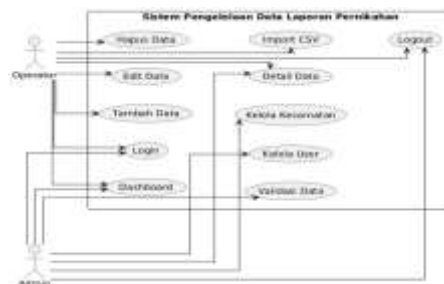 Sistem Pengelolaan Data Laporan Pernikahan
Hapus Data
Import CSV
Logout
Operator
Edit Data
Detail Data
Tambah Data
Kelola Kecamatan
Login
Kelola User
Dashboard
Validasi Data